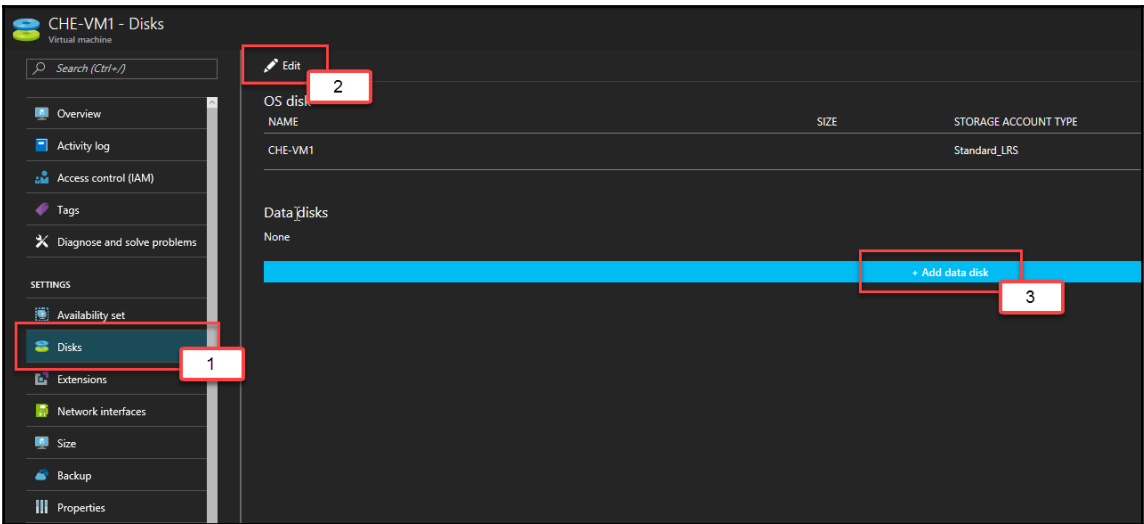 CHE-VM1 - Disks
Virtual machine
Search (Ctrl+/)
Overview
Activity log
Access control (IAM)
Tags
Diagnose and solve problems
SETTINGS
Availability set
Disks
1
Extensions
Network interfaces
Size
Backup
Properties
Edit
2
OS disk
NAME SIZE STORAGE ACCOUNT TYPE
CHE-VM1 Standard_LRS
Data disks
None
+ Add data disk
3